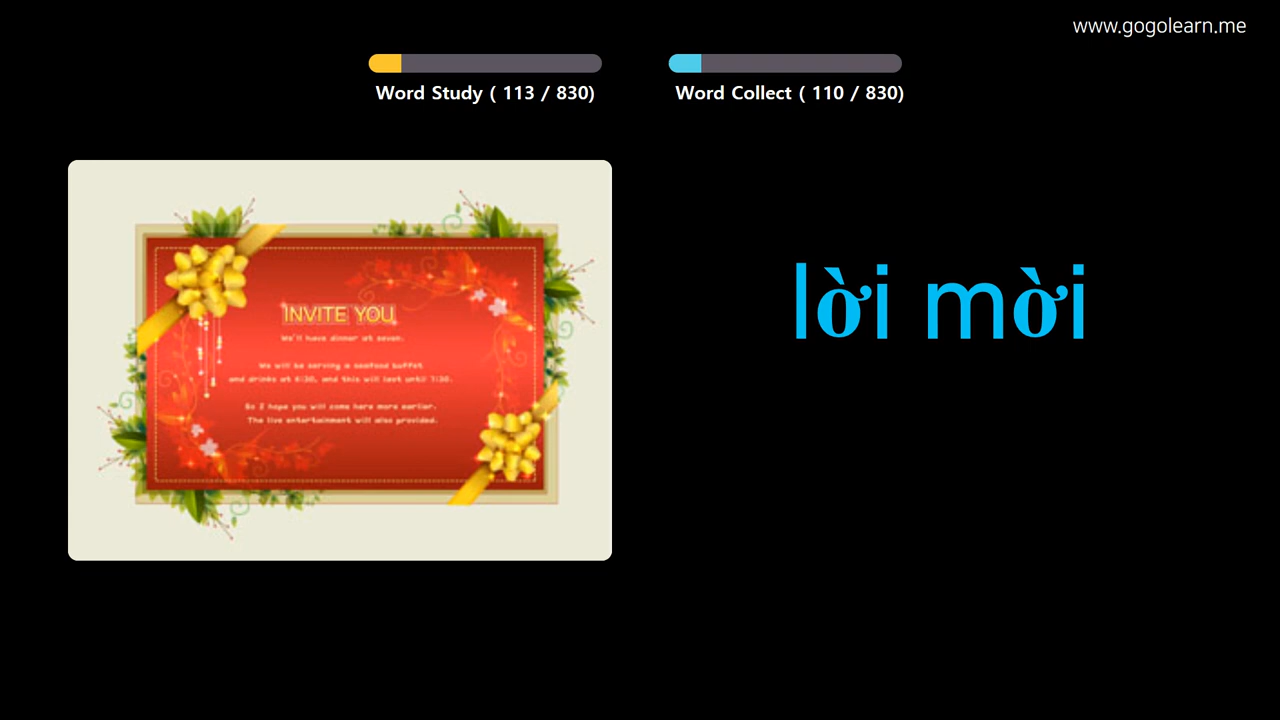 www.gogolearn.me
Word Study ( 113 / 830)
Word Collect ( 110 / 830)
INVITE YOU
We'll have dinner at seven.
We will be serving a seafood buffet
and drinks at 6:30, and this will last until 7:30.
So I hope you will come here more earlier.
The live entertainment will also provided.
lời mời